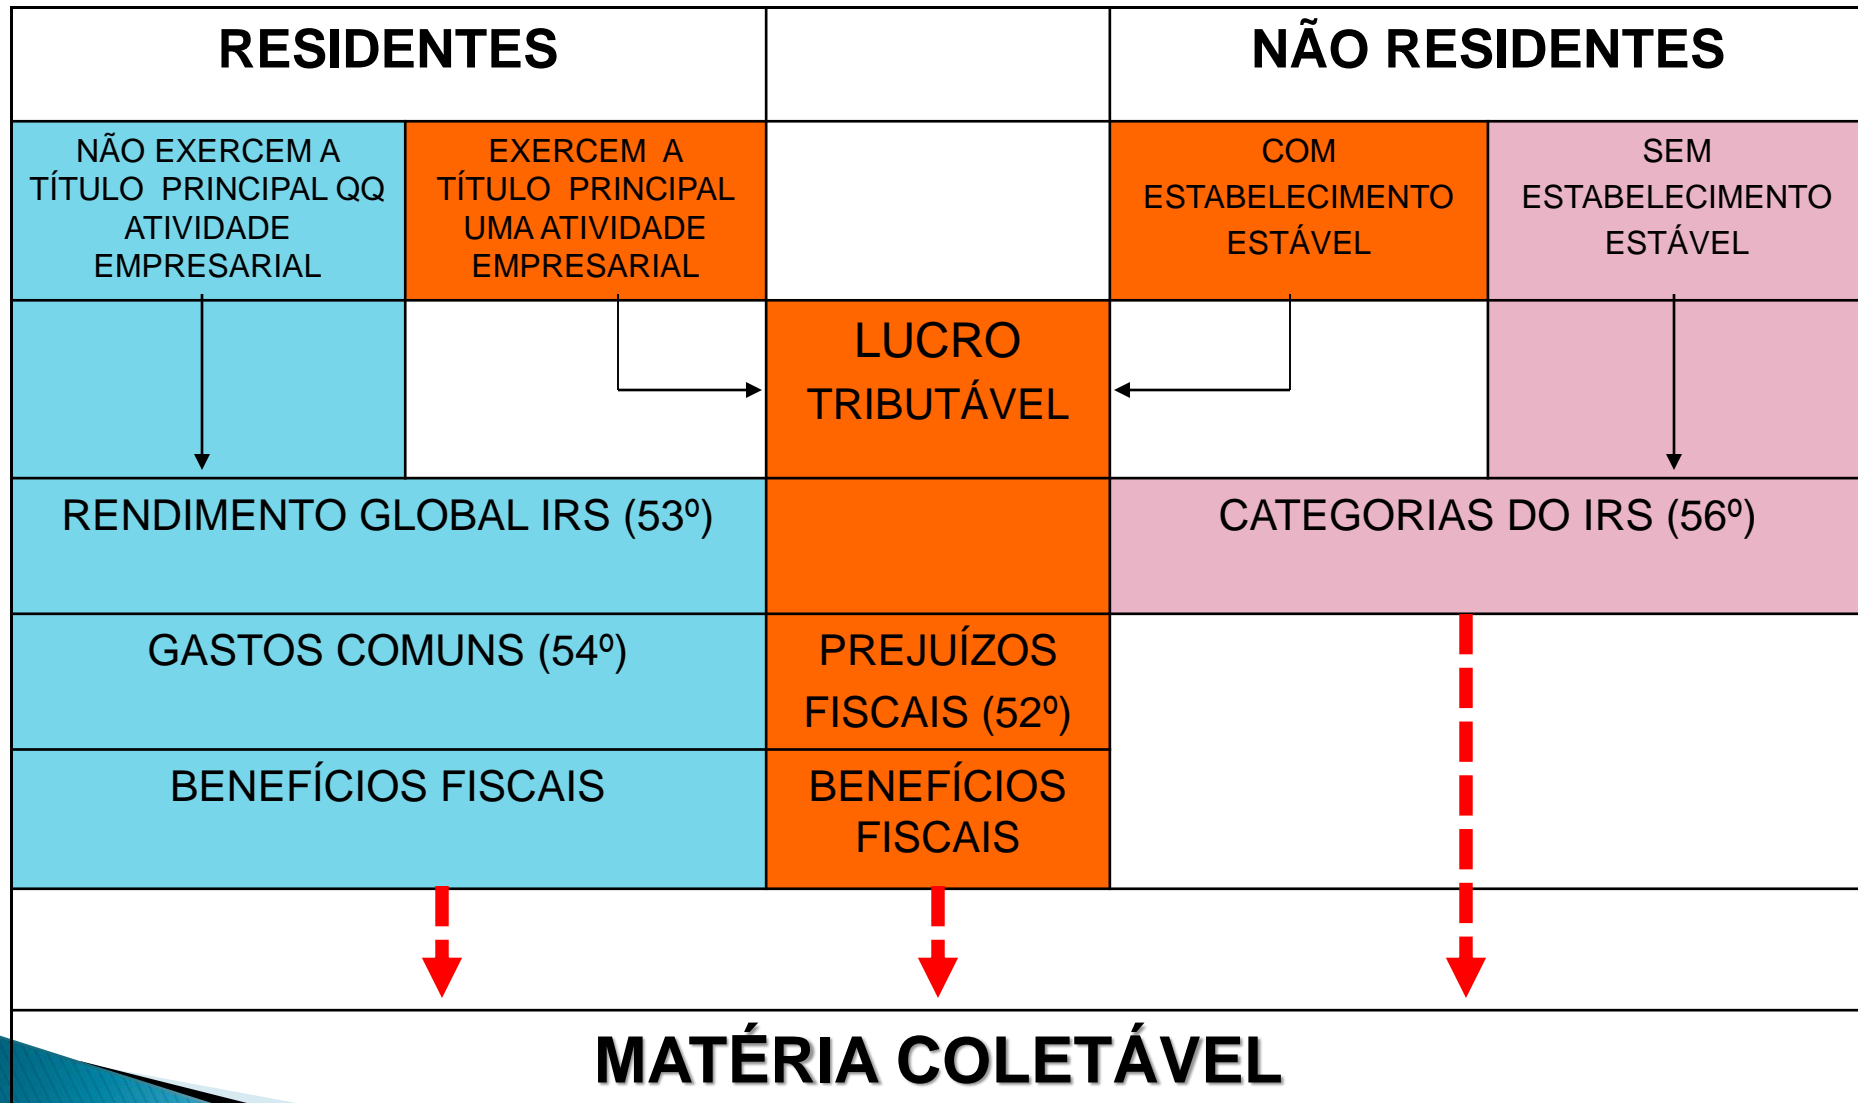 RESIDENTES
NÃO RESIDENTES
NÃO EXERCEM A
TÍTULO PRINCIPAL QQ
ATIVIDADE
EMPRESARIAL
EXERCEM A
TÍTULO PRINCIPAL
UMA ATIVIDADE
EMPRESARIAL
COM
ESTABELECIMENTO
ESTÁVEL
SEM
ESTABELECIMENTO
ESTÁVEL
LUCRO
TRIBUTÁVEL
RENDIMENTO GLOBAL IRS (53º)
CATEGORIAS DO IRS (56º)
GASTOS COMUNS (54º)
PREJUÍZOS
FISCAIS (52º)
BENEFÍCIOS FISCAIS
BENEFÍCIOS
FISCAIS
MATÉRIA COLETÁVEL